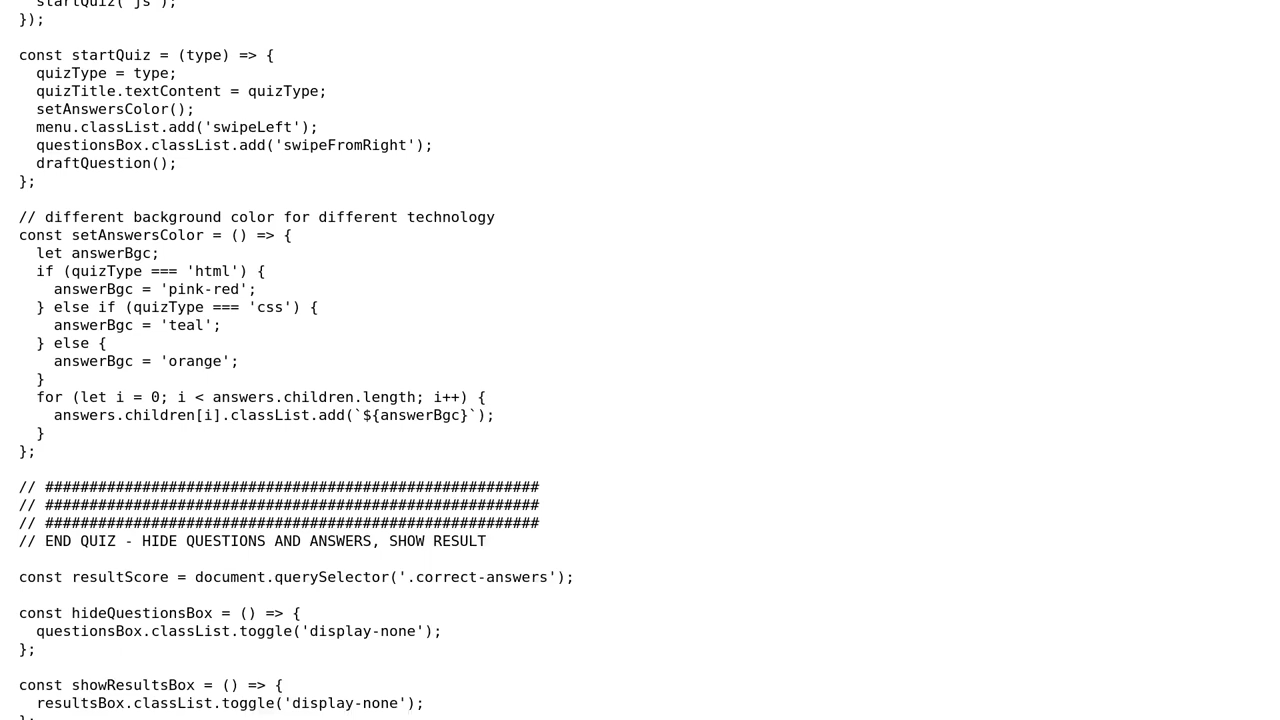 startQuiz('js');
});

const startQuiz = (type) => {
  quizType = type;
  quizTitle.textContent = quizType;
  setAnswersColor();
  menu.classList.add('swipeLeft');
  questionsBox.classList.add('swipeFromRight');
  draftQuestion();
};

// different background color for different technology
const setAnswersColor = () => {
  let answerBgc;
  if (quizType === 'html') {
    answerBgc = 'pink-red';
  } else if (quizType === 'css') {
    answerBgc = 'teal';
  } else {
    answerBgc = 'orange';
  }
  for (let i = 0; i < answers.children.length; i++) {
    answers.children[i].classList.add(`${answerBgc}`);
  }
};

// ########################################################
// ########################################################
// ########################################################
// END QUIZ - HIDE QUESTIONS AND ANSWERS, SHOW RESULT

const resultScore = document.querySelector('.correct-answers');

const hideQuestionsBox = () => {
  questionsBox.classList.toggle('display-none');
};

const showResultsBox = () => {
  resultsBox.classList.toggle('display-none');
};